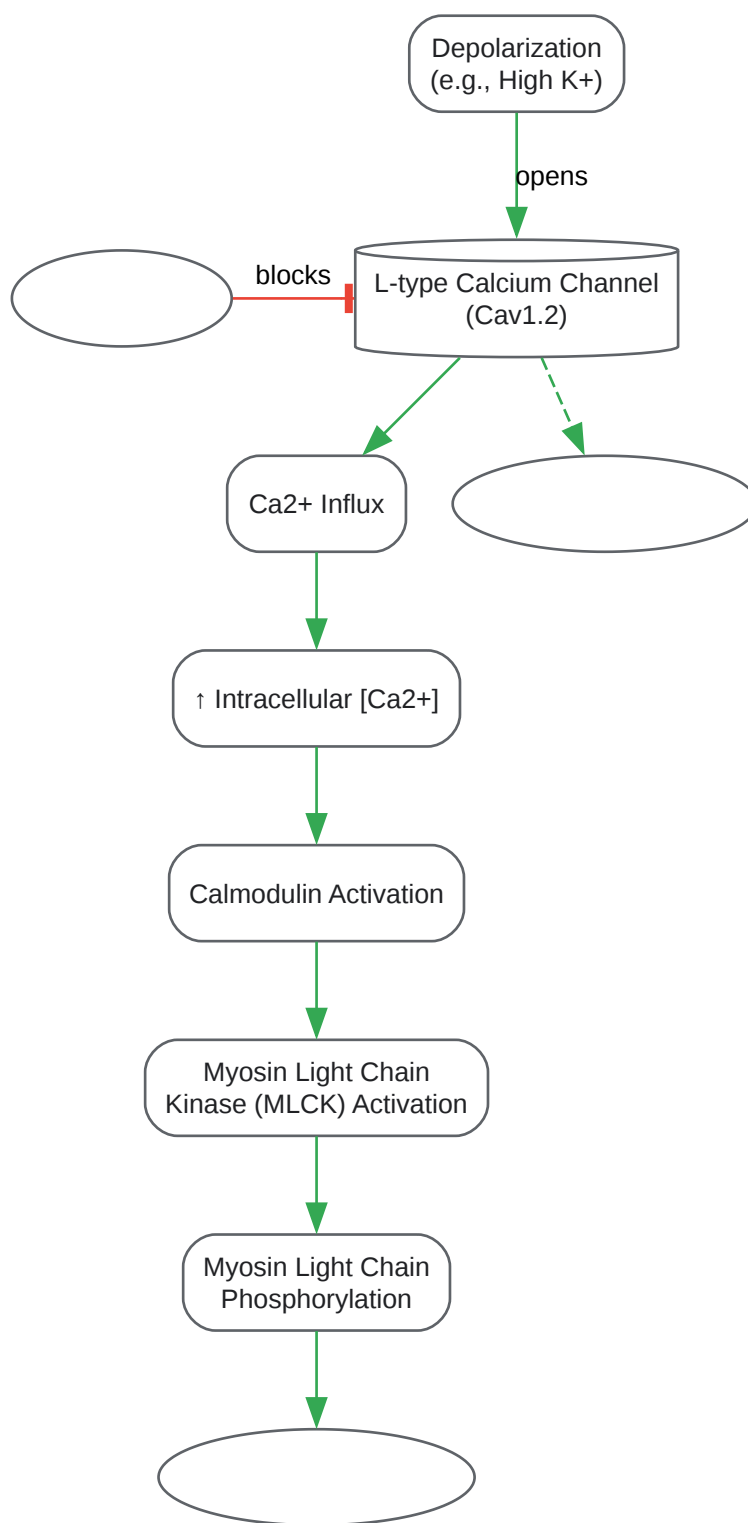 Depolarization
(e.g., High K+)
opens
blocks
L-type Calcium Channel
(Cav1.2)
Ca2+ Influx
↑ Intracellular [Ca2+]
Calmodulin Activation
Myosin Light Chain
Kinase (MLCK) Activation
Myosin Light Chain
Phosphorylation